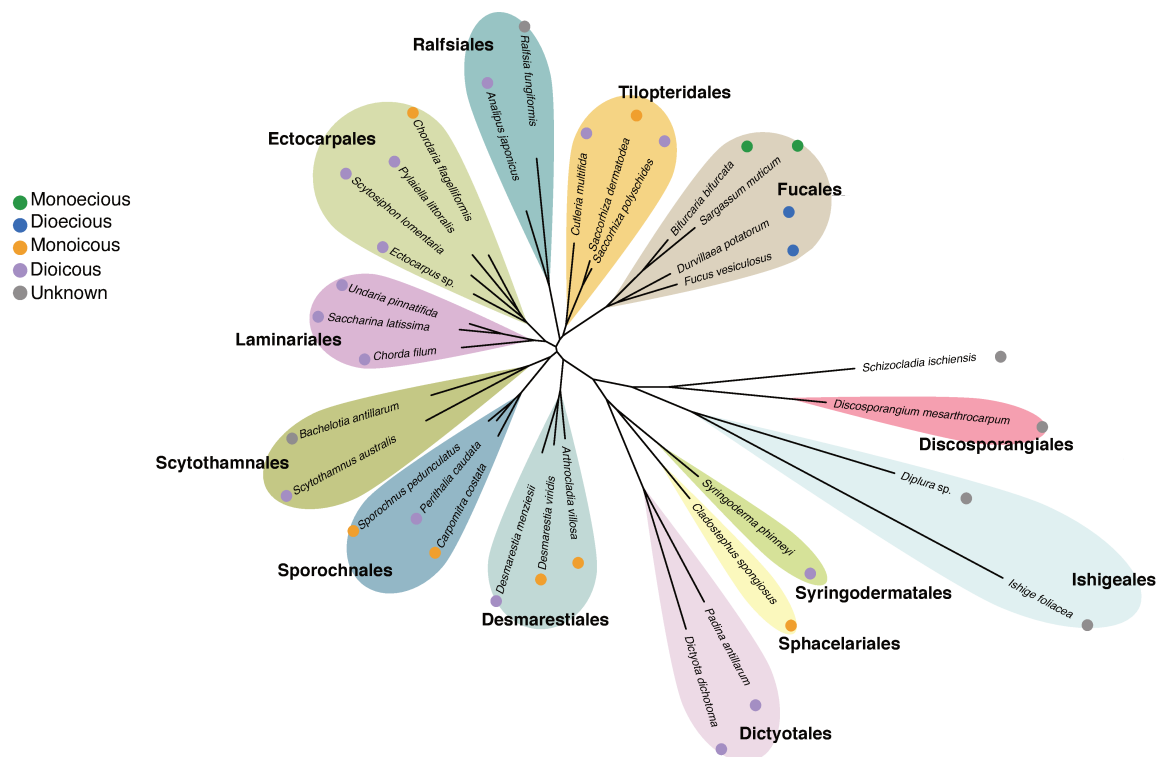 Ralfsiales
Ralfsia fungiformis
Analipus japonicus
Tilopteridales
Cutleria multifida
Saccorhiza dermatodea
Saccorhiza polyschides
Ectocarpales
Chordaria flagelliformis
Pylaiella littoralis
Scytosiphon lomentaria
Ectocarpus sp.
Fucales
Bifurcaria bifurcata
Sargassum muticum
Durvillaea potatorum
Fucus vesiculosus
Monoecious
Dioecious
Monoicous
Dioicous
Unknown
Laminariales
Undaria pinnatifida
Saccharina latissima
Chorda filum
Schizocladia ischiensis
Discosporangium mesarthrocarpum
Discosporangiales
Scytothamnales
Bachelotia antillarum
Scytothamnus australis
Sporochnales
Sporochnus pedunculatus
Perithalia caudata
Carpomitra costata
Desmarestiales
Desmarestia menziesii
Desmarestia viridis
Arthrocladia villosa
Diplura sp.
Ishige foliacea
Ishigeales
Syringoderma phinneyi
Syringodermatales
Cladostephus spongiosus
Sphacelariales
Padina antillarum
Dictyota dichotoma
Dictyotales